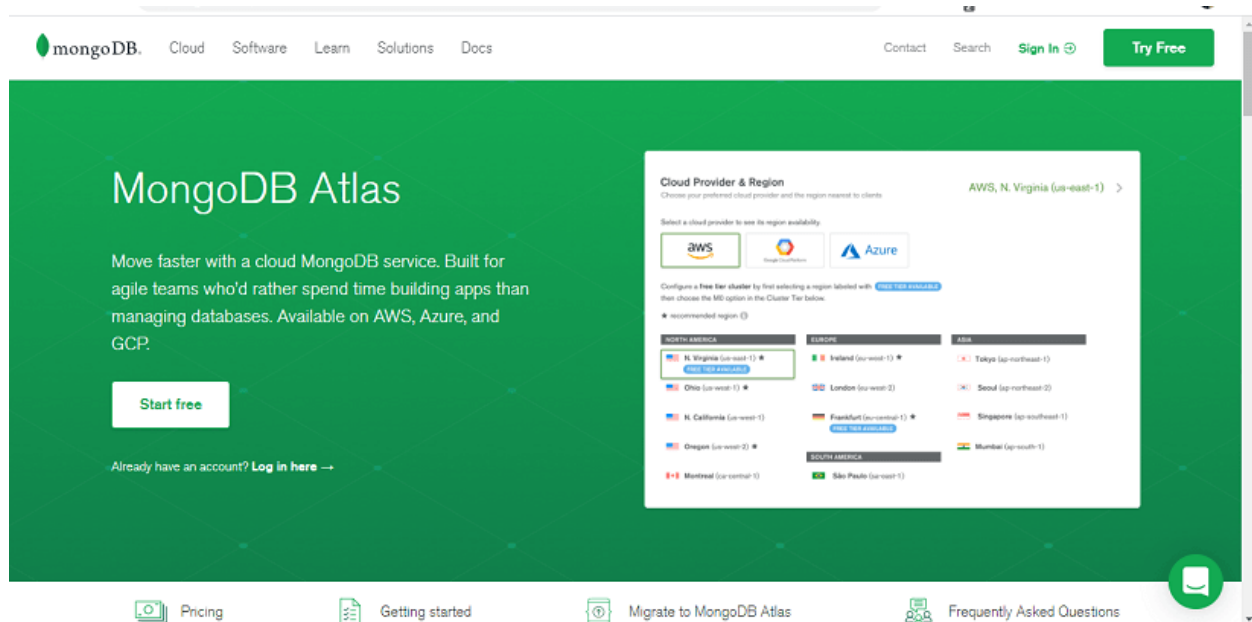 mongoDB.
Cloud Software Learn Solutions Docs
Contact Search Sign In
Try Free
MongoDB Atlas
Move faster with a cloud MongoDB service. Built for
agile teams who'd rather spend time building apps than
managing databases. Available on AWS, Azure, and
GCP.
Start free
Already have an account? Log in here →
Cloud Provider & Region
Choose your preferred cloud provider and the region nearest to clients
AWS, N. Virginia (us-east-1) >
Select a cloud provider to see its region availability.
aws
Google Cloud Platform
Azure
Configure a free tier cluster by first selecting a region labeled with FREE TIER AVAILABLE
then choose the M0 option in the Cluster Tier below.
★ recommended region
NORTH AMERICA
N. Virginia (us-east-1) ★
FREE TIER AVAILABLE
Ohio (us-west-1) ★
N. California (us-west-1)
Oregon (us-west-2) ★
Montreal (ca-central-1)
EUROPE
Ireland (eu-west-1) ★
London (eu-west-2)
Frankfurt (eu-central-1) ★
FREE TIER AVAILABLE
SOUTH AMERICA
São Paulo (sa-east-1)
ASIA
Tokyo (ap-northeast-1)
Seoul (ap-northeast-2)
Singapore (ap-southeast-1)
Mumbai (ap-south-1)
Pricing
Getting started
Migrate to MongoDB Atlas
Frequently Asked Questions